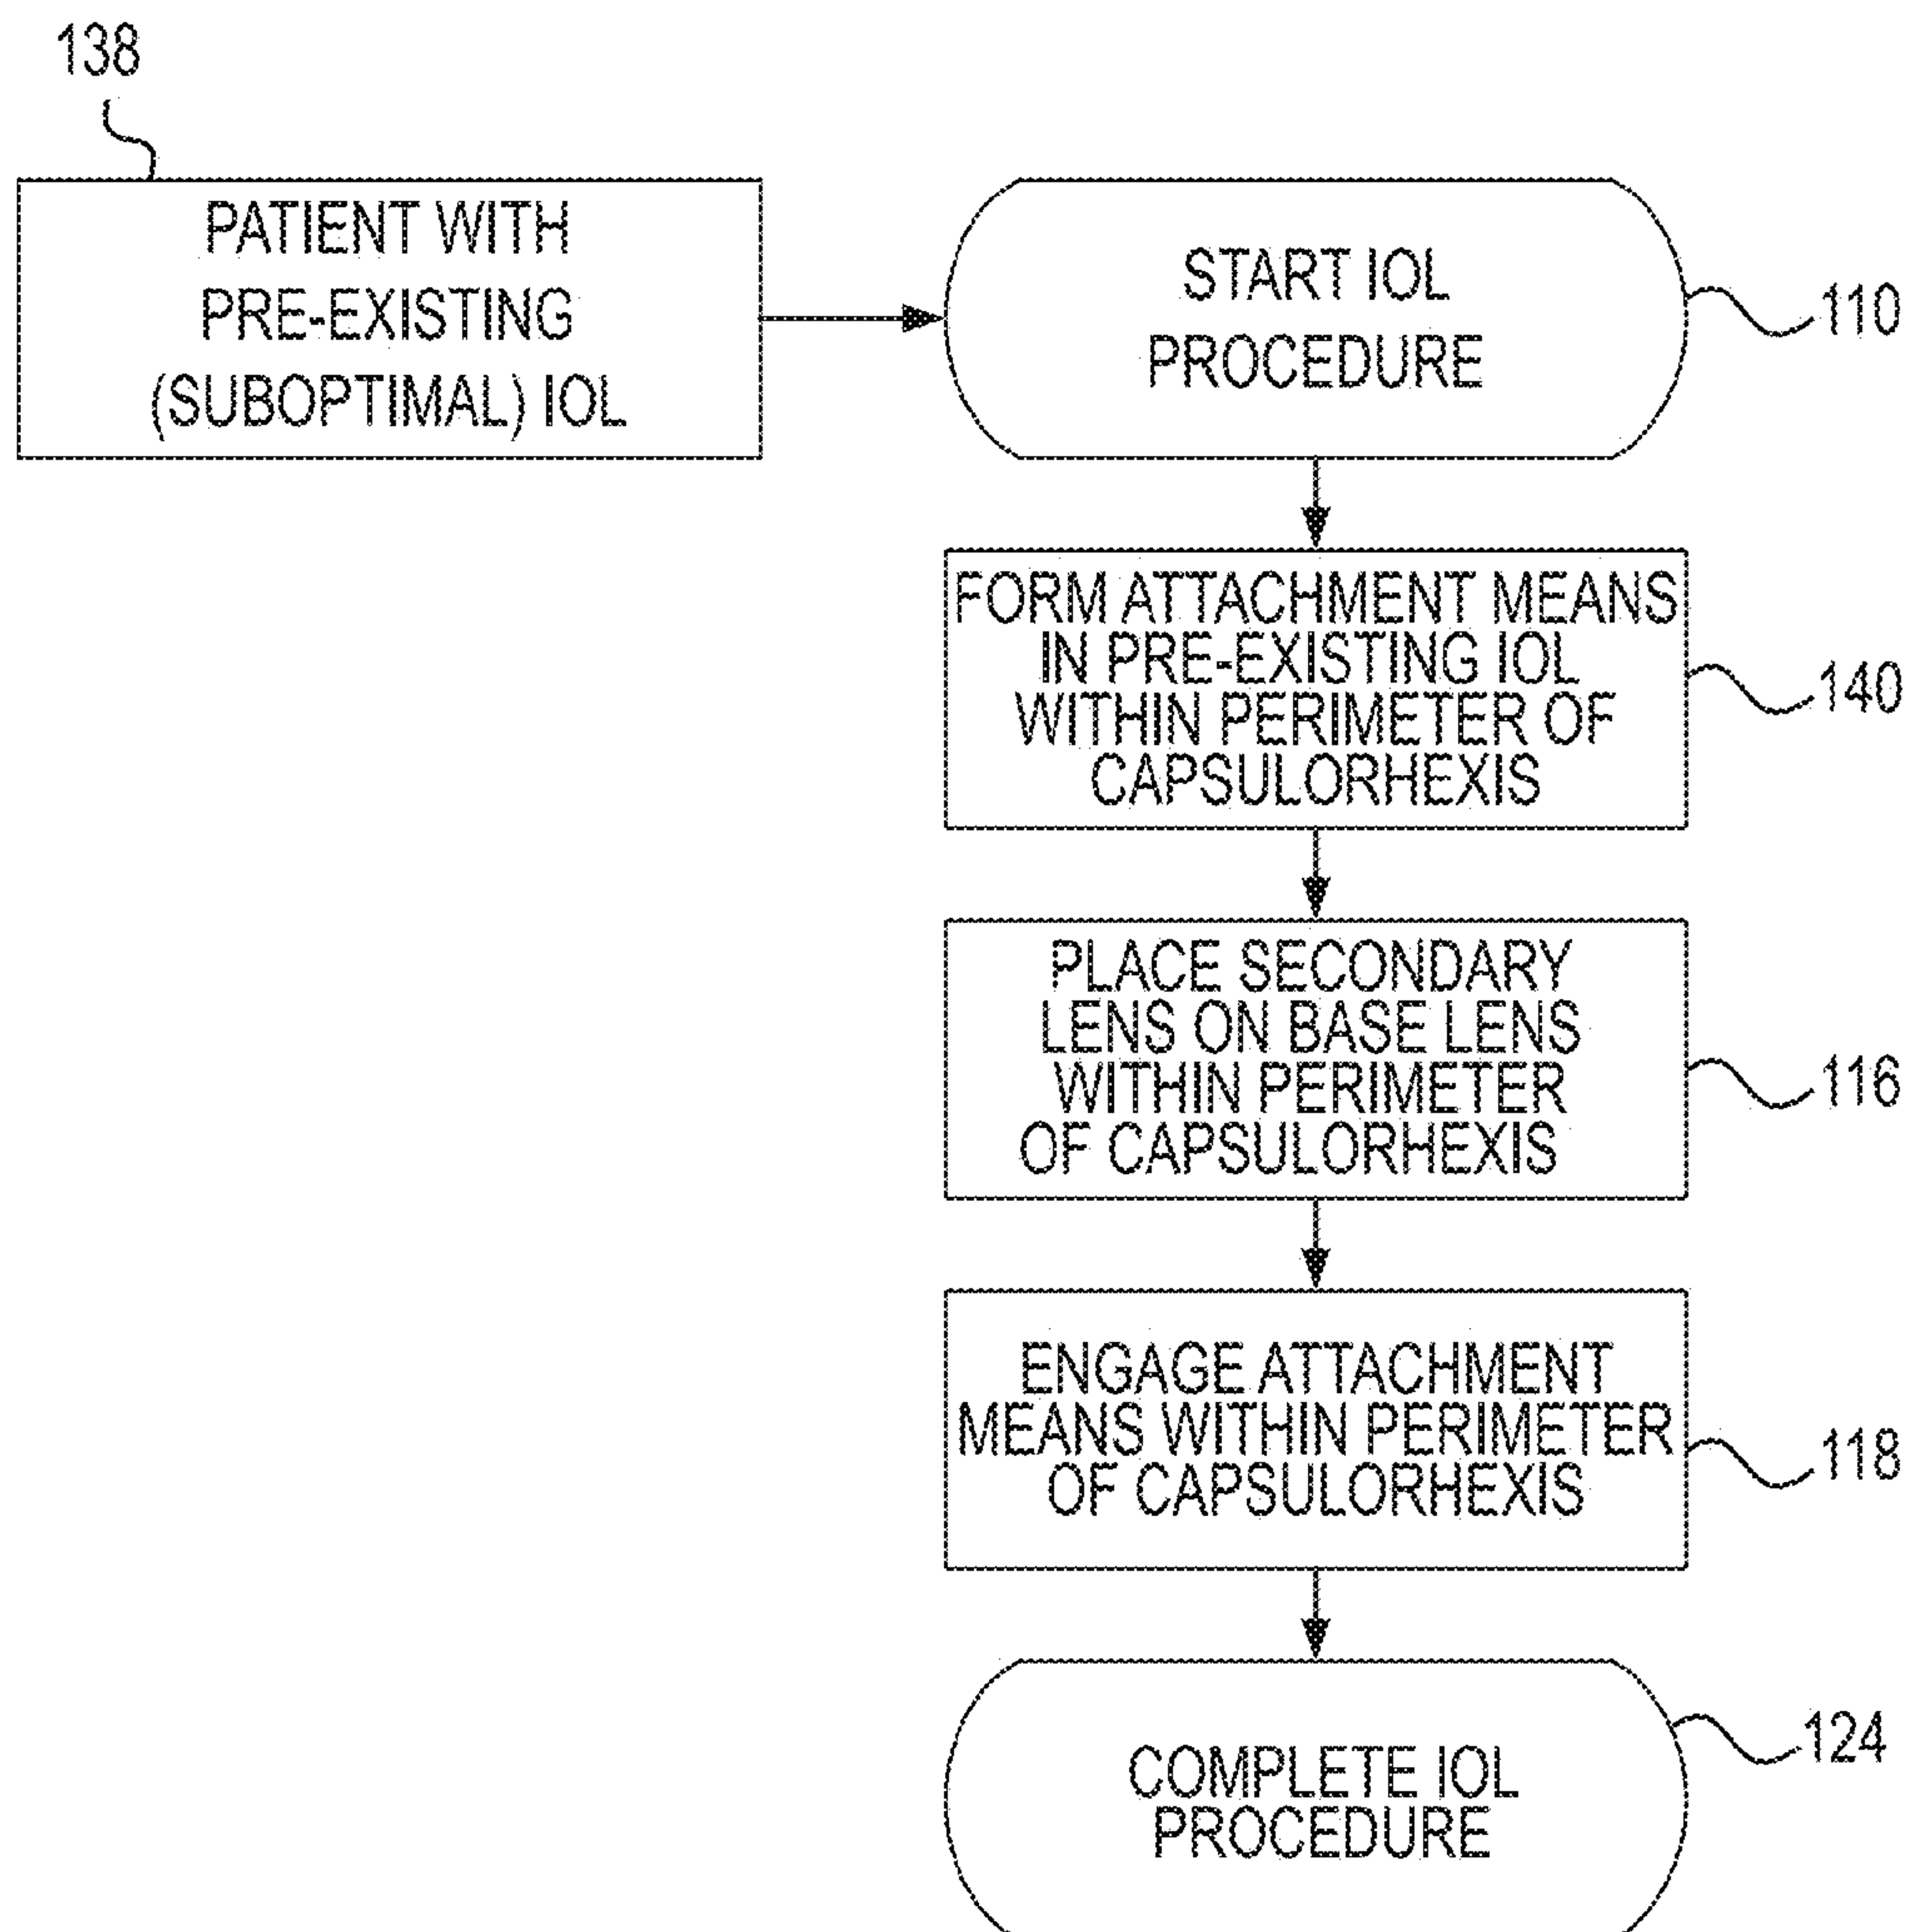 138
PATIENT WITH
PRE-EXISTING
(SUBOPTIMAL) IOL
START IOL
PROCEDURE
110
FORM ATTACHMENT MEANS
IN PRE-EXISTING IOL
WITHIN PERIMETER OF
CAPSULORHEXIS
140
PLACE SECONDARY
LENS ON BASE LENS
WITHIN PERIMETER
OF CAPSULORHEXIS
116
ENGAGE ATTACHMENT
MEANS WITHIN PERIMETER
OF CAPSULORHEXIS
118
COMPLETE IOL
PROCEDURE
124